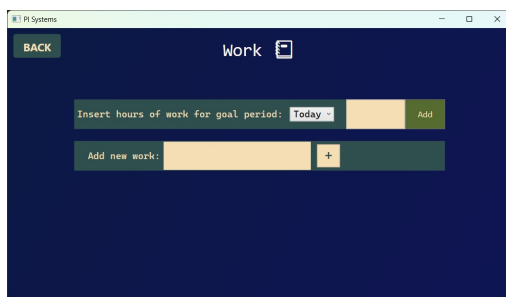 PI Systems
BACK
Work
Insert hours of work for goal period: Today Add
Add new work: +